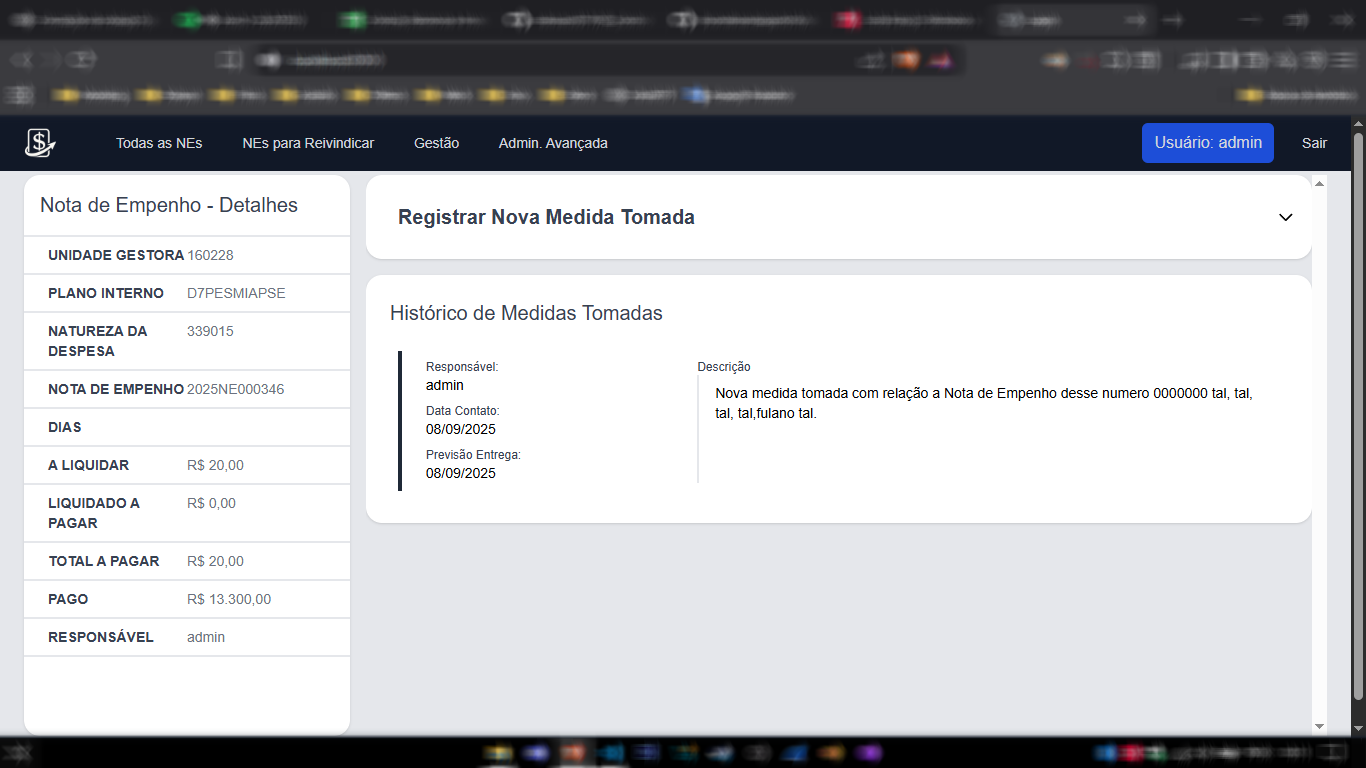 Todas as NEs
NEs para Reivindicar
Gestão
Admin. Avançada
Usuário: admin
Sair
Nota de Empenho - Detalhes
UNIDADE GESTORA 160228
PLANO INTERNO D7PESMIAPSE
NATUREZA DA 339015
DESPESA
NOTA DE EMPENHO 2025NE000346
DIAS
A LIQUIDAR R$ 20,00
LIQUIDADO A R$ 0,00
PAGAR
TOTAL A PAGAR R$ 20,00
PAGO R$ 13.300,00
RESPONSÁVEL admin
Registrar Nova Medida Tomada
Histórico de Medidas Tomadas
Responsável:
admin
Data Contato:
08/09/2025
Previsão Entrega:
08/09/2025
Descrição
Nova medida tomada com relação a Nota de Empenho desse numero 0000000 tal, tal,
tal, tal,fulano tal.